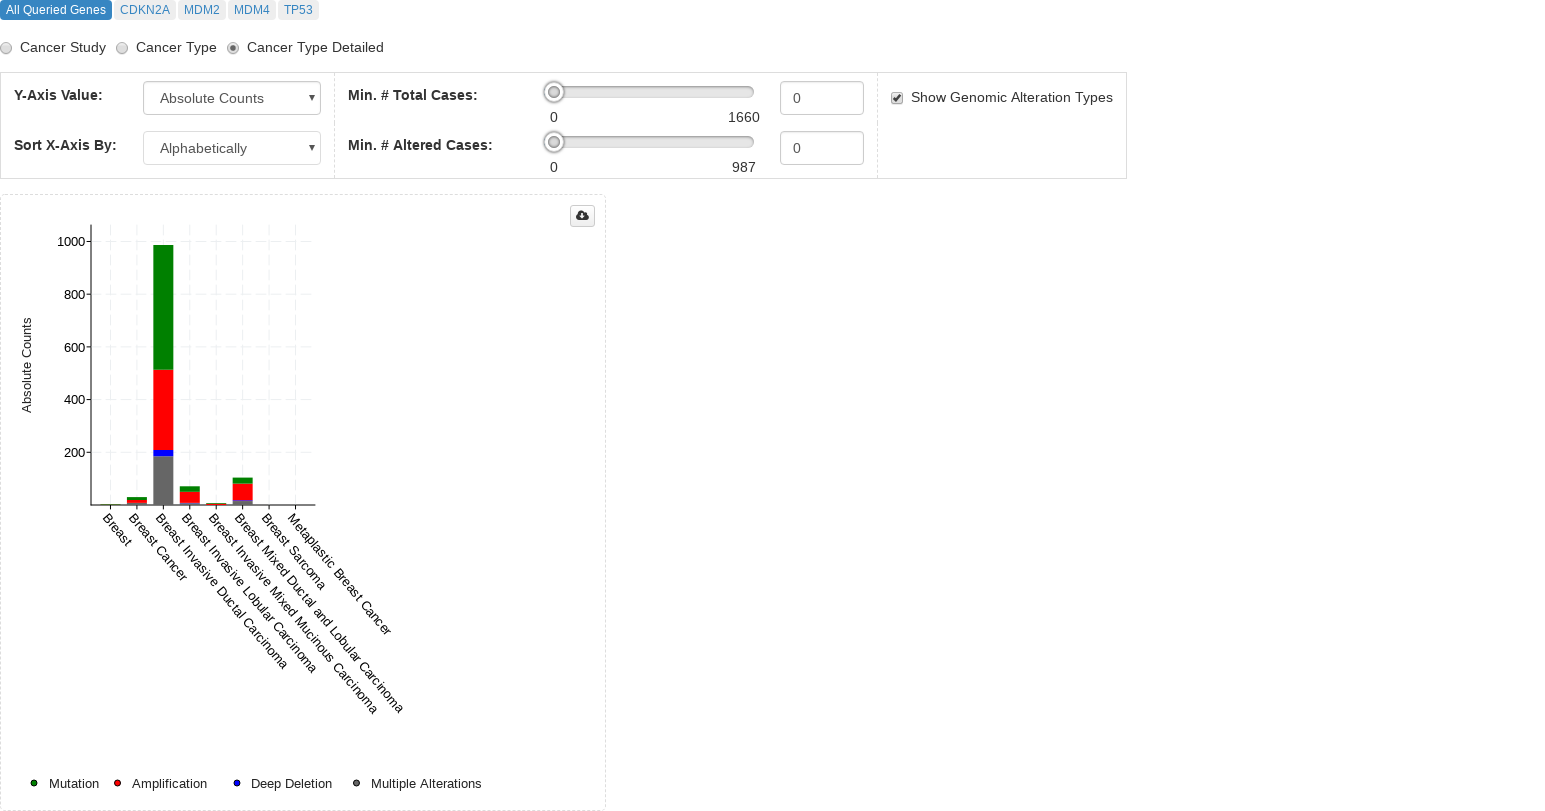 All Queried Genes CDKN2A MDM2 MDM4 TP53
Cancer Study Cancer Type Cancer Type Detailed
Y-Axis Value: Absolute Counts Min. # Total Cases: 0 Show Genomic Alteration Types
0 1660
Sort X-Axis By: Alphabetically Min. # Altered Cases: 0
0 987
1000
800
600
400
200
Absolute Counts
Breast
Breast Cancer
Breast Invasive Ductal Carcinoma
Breast Invasive Lobular Carcinoma
Breast Invasive Mixed Mucinous Carcinoma
Breast Mixed Ductal and Lobular Carcinoma
Breast Sarcoma
Metaplastic Breast Cancer
Mutation Amplification Deep Deletion Multiple Alterations